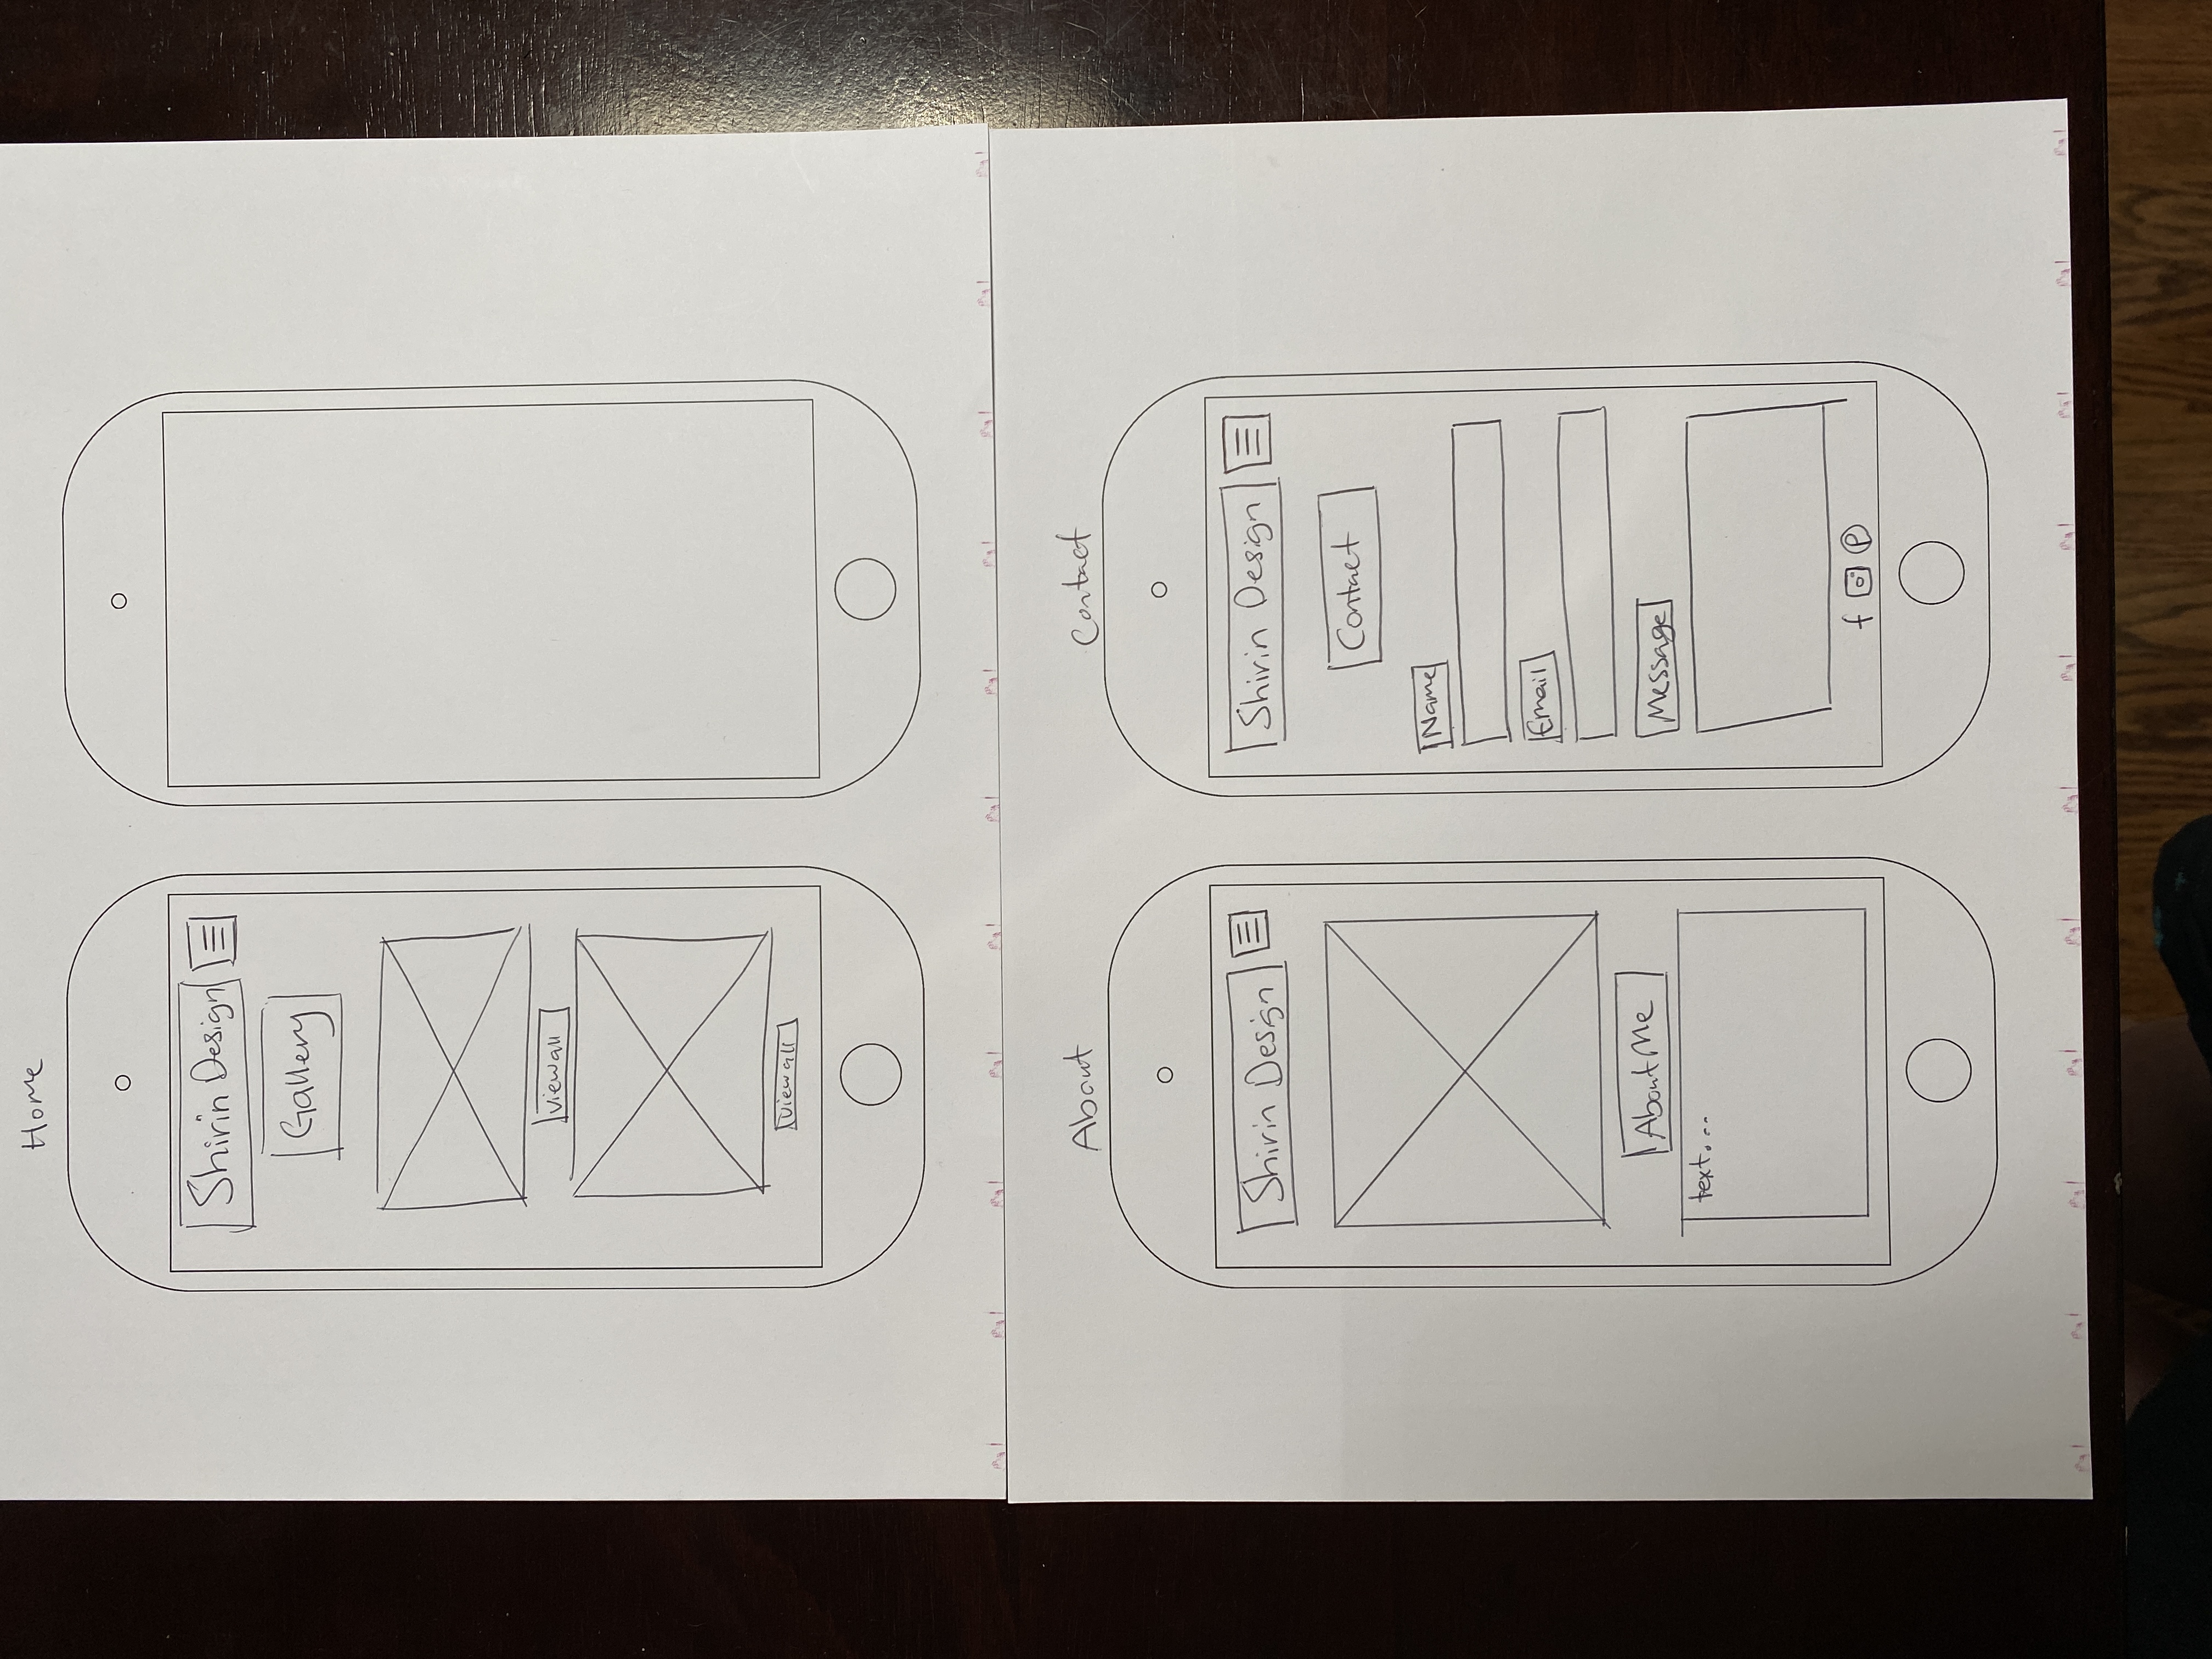 Home
Shirin Design
Gallery
View all
View all
About
Shirin Design
About Me
text...
Contact
Shirin Design
Contact
Name
Email
Message
f